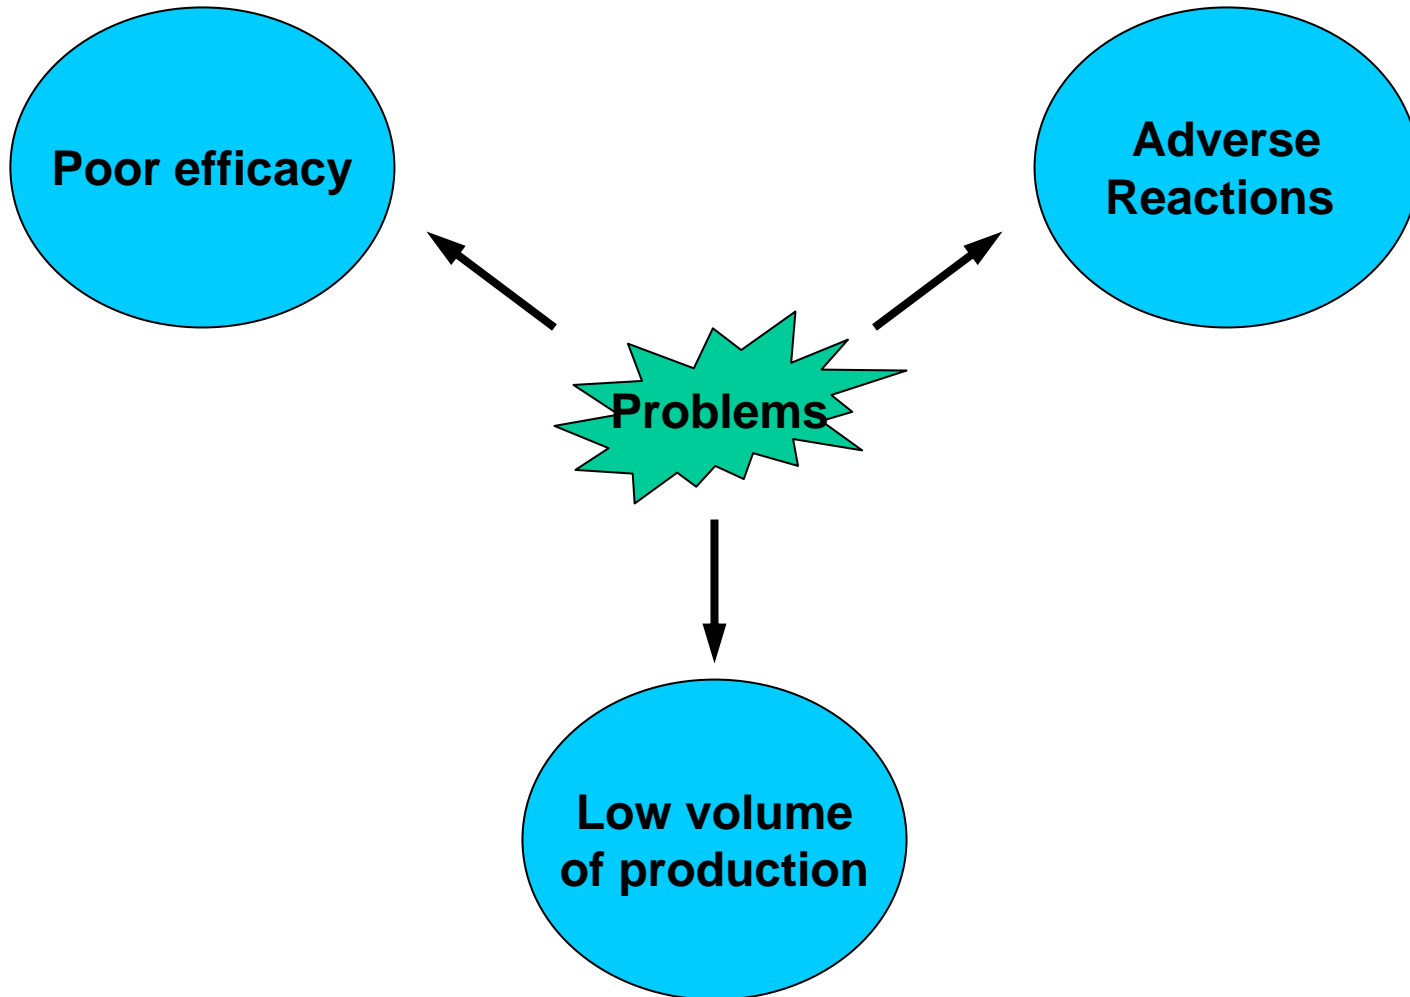 Poor efficacy
Adverse
Reactions
Problems
Low volume
of production